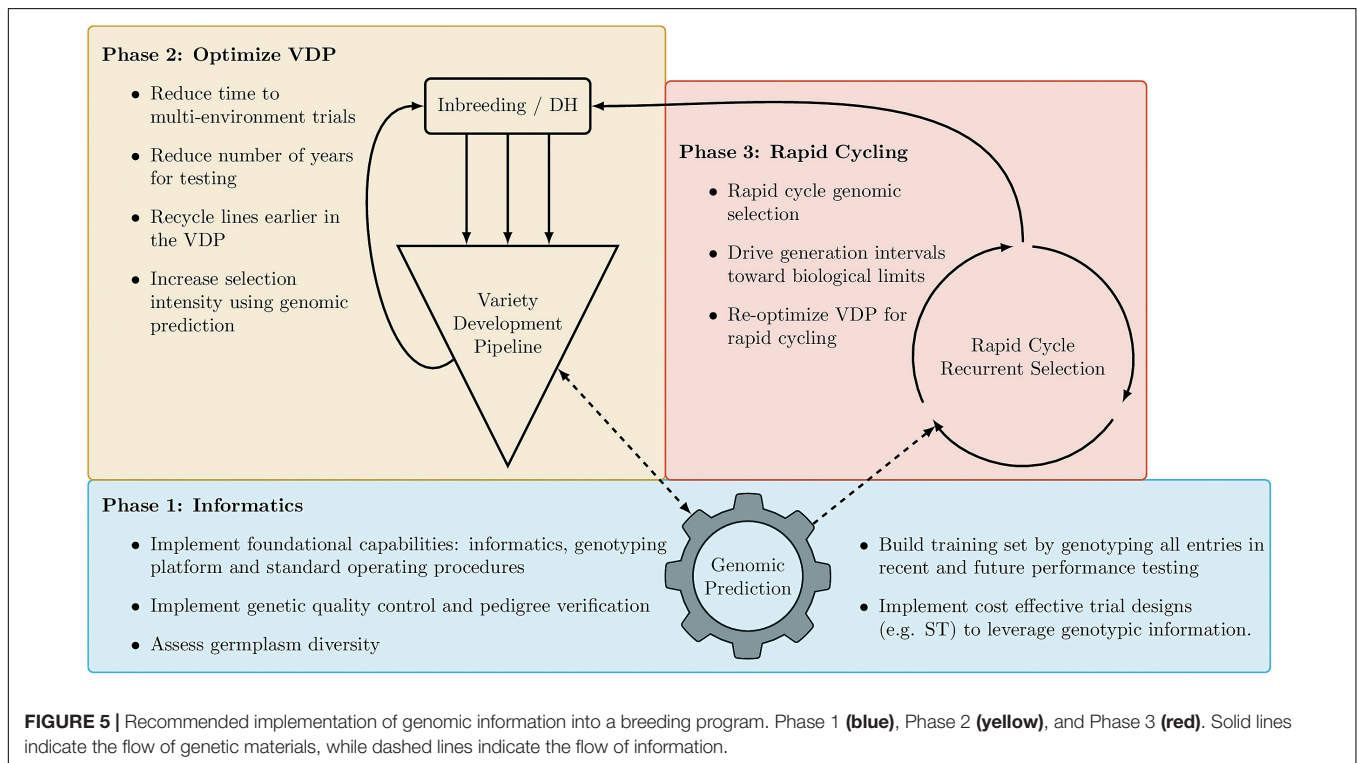 Phase 2: Optimize VDP
• Reduce time to
multi-environment trials
• Reduce number of years
for testing
• Recycle lines earlier in
the VDP
• Increase selection
intensity using genomic
prediction
Inbreeding / DH
Variety
Development
Pipeline
Phase 3: Rapid Cycling
• Rapid cycle genomic
selection
• Drive generation intervals
toward biological limits
• Re-optimize VDP for
rapid cycling
Rapid Cycle
Recurrent Selection
Phase 1: Informatics
• Implement foundational capabilities: informatics, genotyping
platform and standard operating procedures
• Implement genetic quality control and pedigree verification
• Assess germplasm diversity
Genomic
Prediction
• Build training set by genotyping all entries in
recent and future performance testing
• Implement cost effective trial designs
(e.g. ST) to leverage genotypic information.
FIGURE 5 | Recommended implementation of genomic information into a breeding program. Phase 1 (blue), Phase 2 (yellow), and Phase 3 (red). Solid lines
indicate the flow of genetic materials, while dashed lines indicate the flow of information.